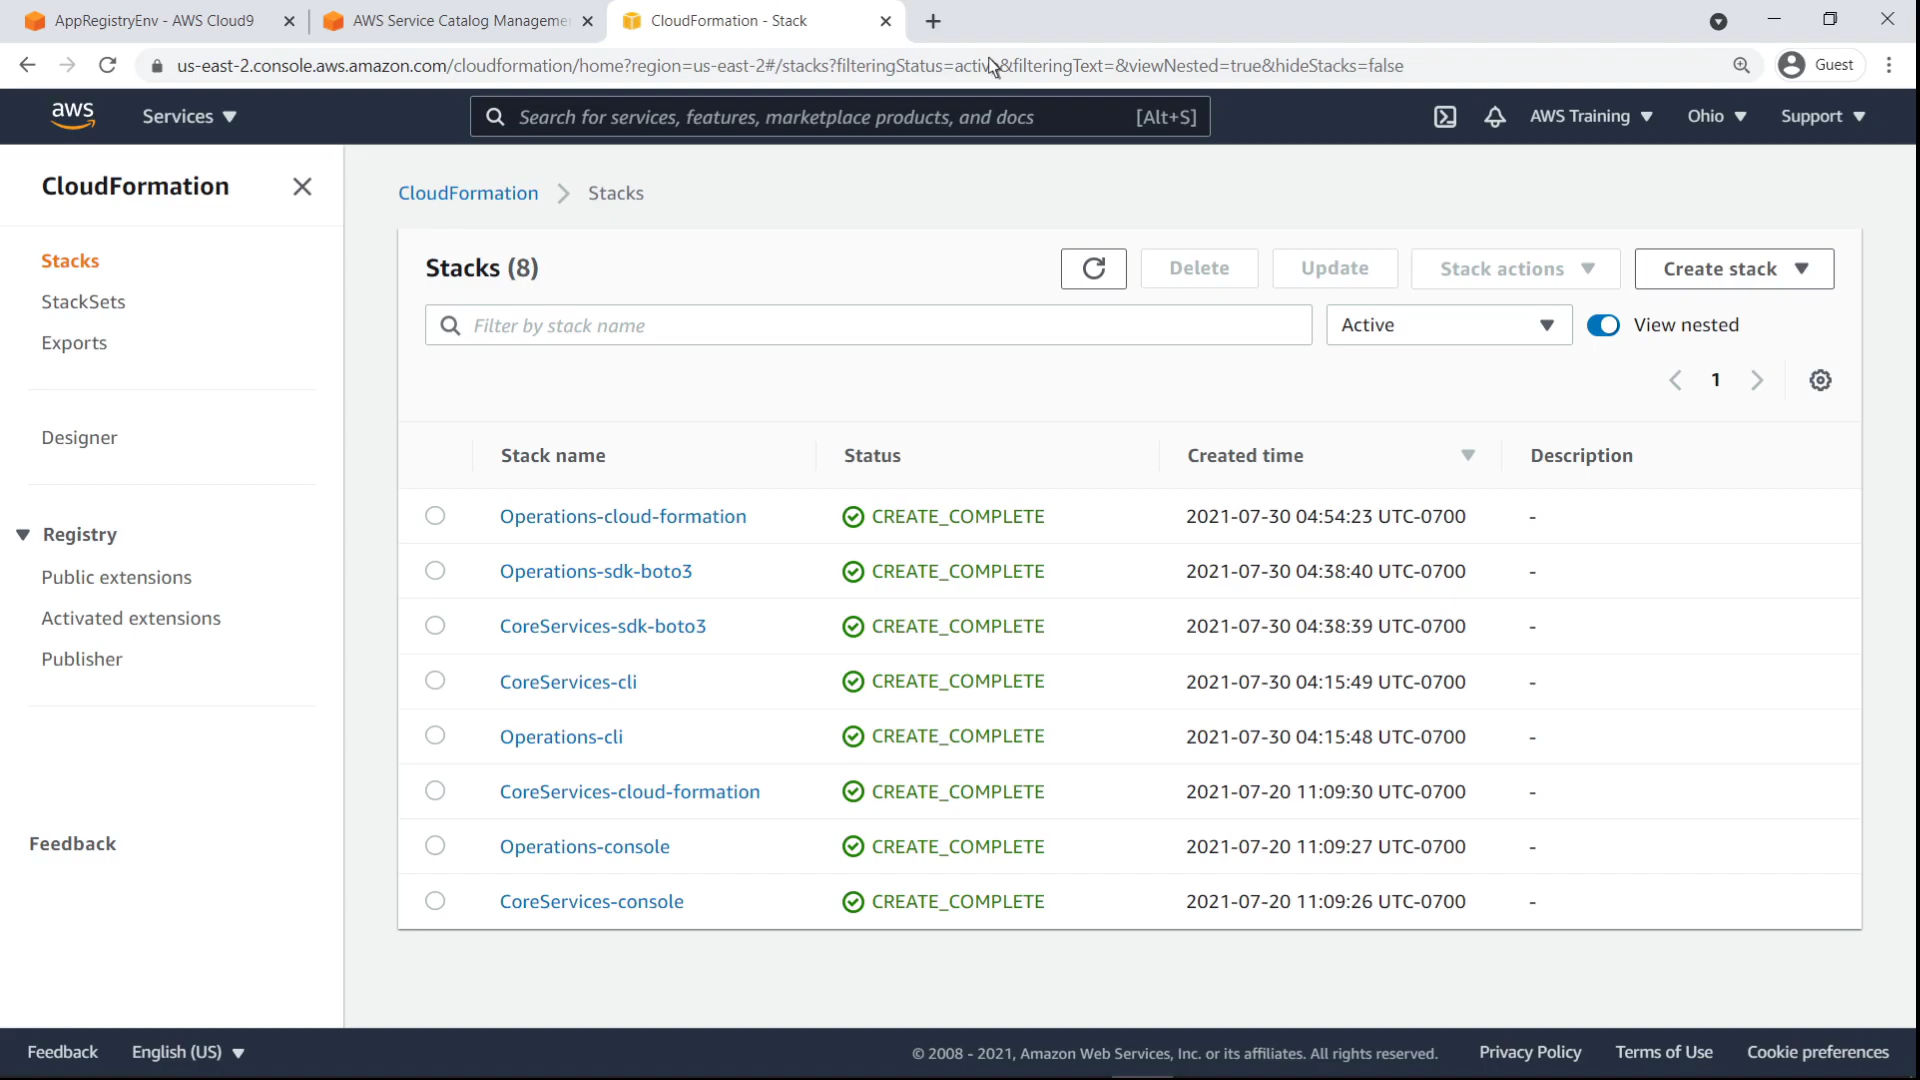 AppRegistryEnv - AWS Cloud9
AWS Service Catalog Manageme
CloudFormation - Stack
us-east-2.console.aws.amazon.com/cloudformation/home?region=us-east-2#/stacks?filteringStatus=active&filteringText=&viewNested=true&hideStacks=false
Guest
aws
Services
Search for services, features, marketplace products, and docs
[Alt+S]
AWS Training
Ohio
Support
CloudFormation
Stacks
StackSets
Exports
Designer
Registry
Public extensions
Activated extensions
Publisher
Feedback
CloudFormation
Stacks
Stacks (8)
Delete
Update
Stack actions
Create stack
Filter by stack name
Active
View nested
1
Stack name Status Created time Description
Operations-cloud-formation CREATE_COMPLETE 2021-07-30 04:54:23 UTC-0700 -
Operations-sdk-boto3 CREATE_COMPLETE 2021-07-30 04:38:40 UTC-0700 -
CoreServices-sdk-boto3 CREATE_COMPLETE 2021-07-30 04:38:39 UTC-0700 -
CoreServices-cli CREATE_COMPLETE 2021-07-30 04:15:49 UTC-0700 -
Operations-cli CREATE_COMPLETE 2021-07-30 04:15:48 UTC-0700 -
CoreServices-cloud-formation CREATE_COMPLETE 2021-07-20 11:09:30 UTC-0700 -
Operations-console CREATE_COMPLETE 2021-07-20 11:09:27 UTC-0700 -
CoreServices-console CREATE_COMPLETE 2021-07-20 11:09:26 UTC-0700 -
Feedback
English (US)
© 2008 - 2021, Amazon Web Services, Inc. or its affiliates. All rights reserved.
Privacy Policy
Terms of Use
Cookie preferences